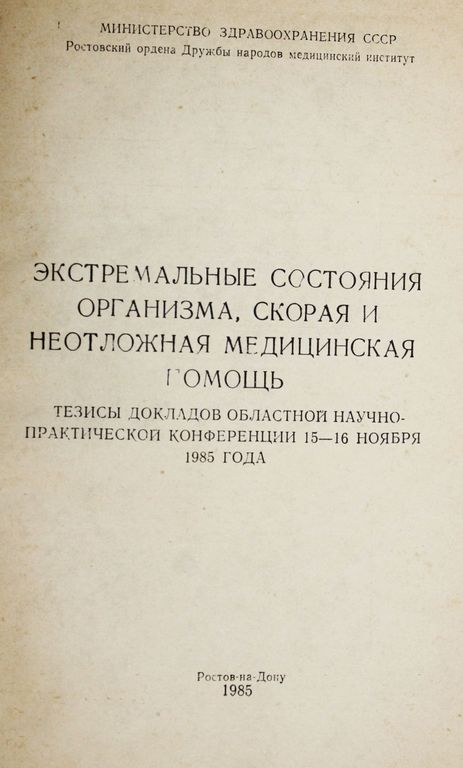 МИНИСТЕРСТВО ЗДРАВООХРАНЕНИЯ СССР
Ростовский ордена Дружбы народов медицинский институт
ЭКСТРЕМАЛЬНЫЕ СОСТОЯНИЯ
ОРГАНИЗМА, СКОРАЯ И
НЕОТЛОЖНАЯ МЕДИЦИНСКАЯ
ПОМОЩЬ
ТЕЗИСЫ ДОКЛАДОВ ОБЛАСТНОЙ НАУЧНО-
ПРАКТИЧЕСКОЙ КОНФЕРЕНЦИИ 15—16 НОЯБРЯ
1985 ГОДА
Ростов-на-Дону
1985